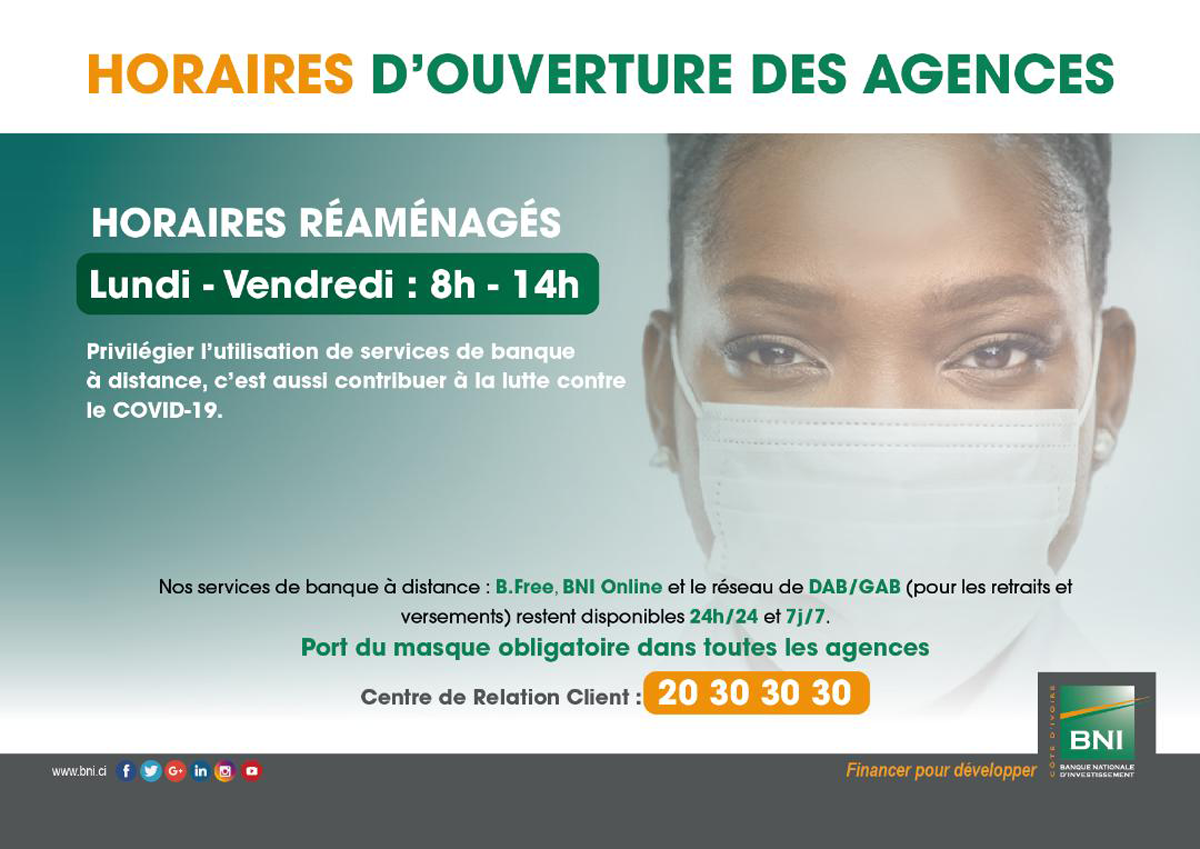 HORAIRES D'OUVERTURE DES AGENCES
HORAIRES RÉAMÉNAGÉS
Lundi - Vendredi : 8h - 14h
Privilégier l'utilisation de services de banque
à distance, c'est aussi contribuer à la lutte contre
le COVID-19.
Nos services de banque à distance : B.Free, BNI Online et le réseau de DAB/GAB (pour les retraits et
versements) restent disponibles 24h/24 et 7j/7.
Port du masque obligatoire dans toutes les agences
Centre de Relation Client : 20 30 30 30
www.bni.ci
Financer pour développer
CÔTE D'IVOIRE
BNI
BANQUE NATIONALE
D'INVESTISSEMENT